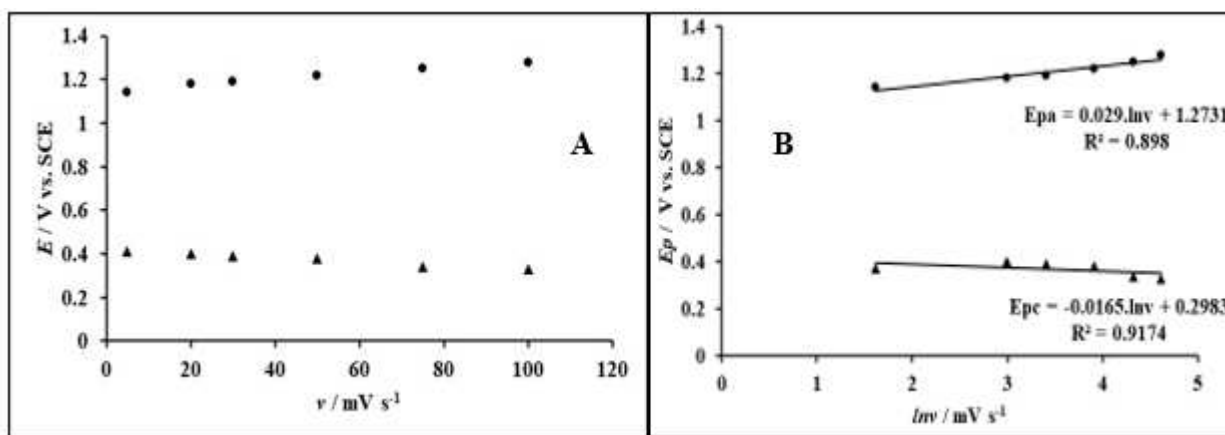 1.4
1.2
1
0.8
0.6
0.4
0.2
0
E / V vs. SCE
A
0 20 40 60 80 100 120
v / mV s-1
1.4
1.2
1
0.8
0.6
0.4
0.2
0
Ep / V vs. SCE
B
Epa = 0.029.lnv + 1.2731
R² = 0.898
Epc = -0.0165.lnv + 0.2983
R² = 0.9174
0 1 2 3 4 5
lnv / mV s-1